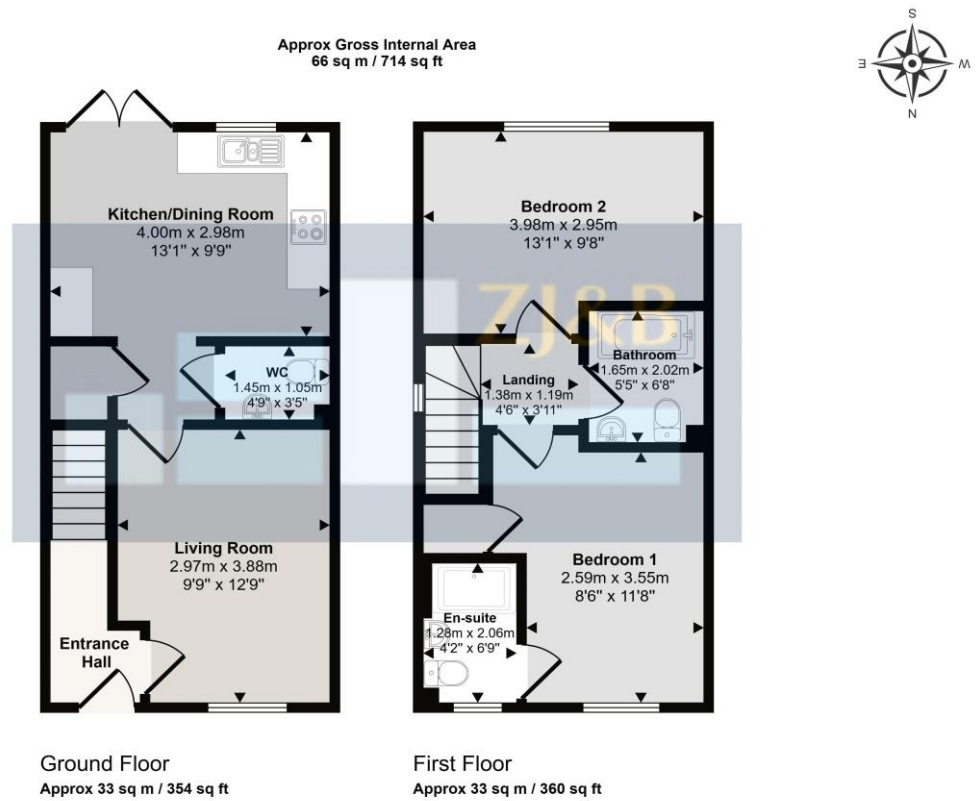 Approx Gross Internal Area
66 sq m / 714 sq ft
S
E
W
N
Kitchen/Dining Room
4.00m x 2.98m
13'1" x 9'9"
WC
1.45m x 1.05m
4'9" x 3'5"
Living Room
2.97m x 3.88m
9'9" x 12'9"
Entrance
Hall
Bedroom 2
3.98m x 2.95m
13'1" x 9'8"
ZJ&B
Bathroom
1.65m x 2.02m
5'5" x 6'8"
Landing
1.38m x 1.19m
4'6" x 3'11"
Bedroom 1
2.59m x 3.55m
8'6" x 11'8"
En-suite
1.28m x 2.06m
4'2" x 6'9"
Ground Floor
Approx 33 sq m / 354 sq ft
First Floor
Approx 33 sq m / 360 sq ft